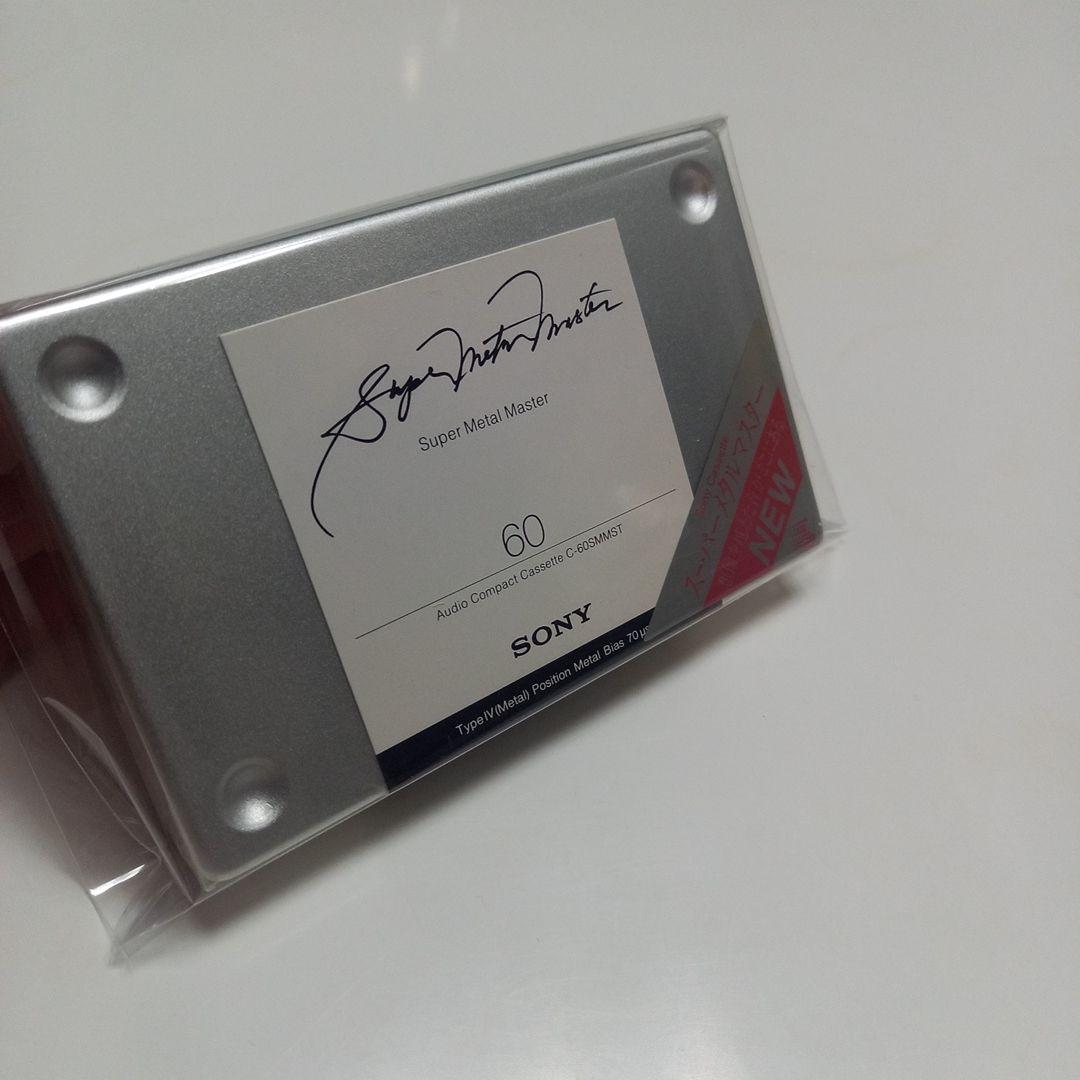 Super Metal Master
Super Metal Master
60
Audio Compact Cassette C-60SMMST
SONY
Type IV (Metal) Position Metal Bias 70µs
Sony Cassette
スーパーメタルマスター
NEW